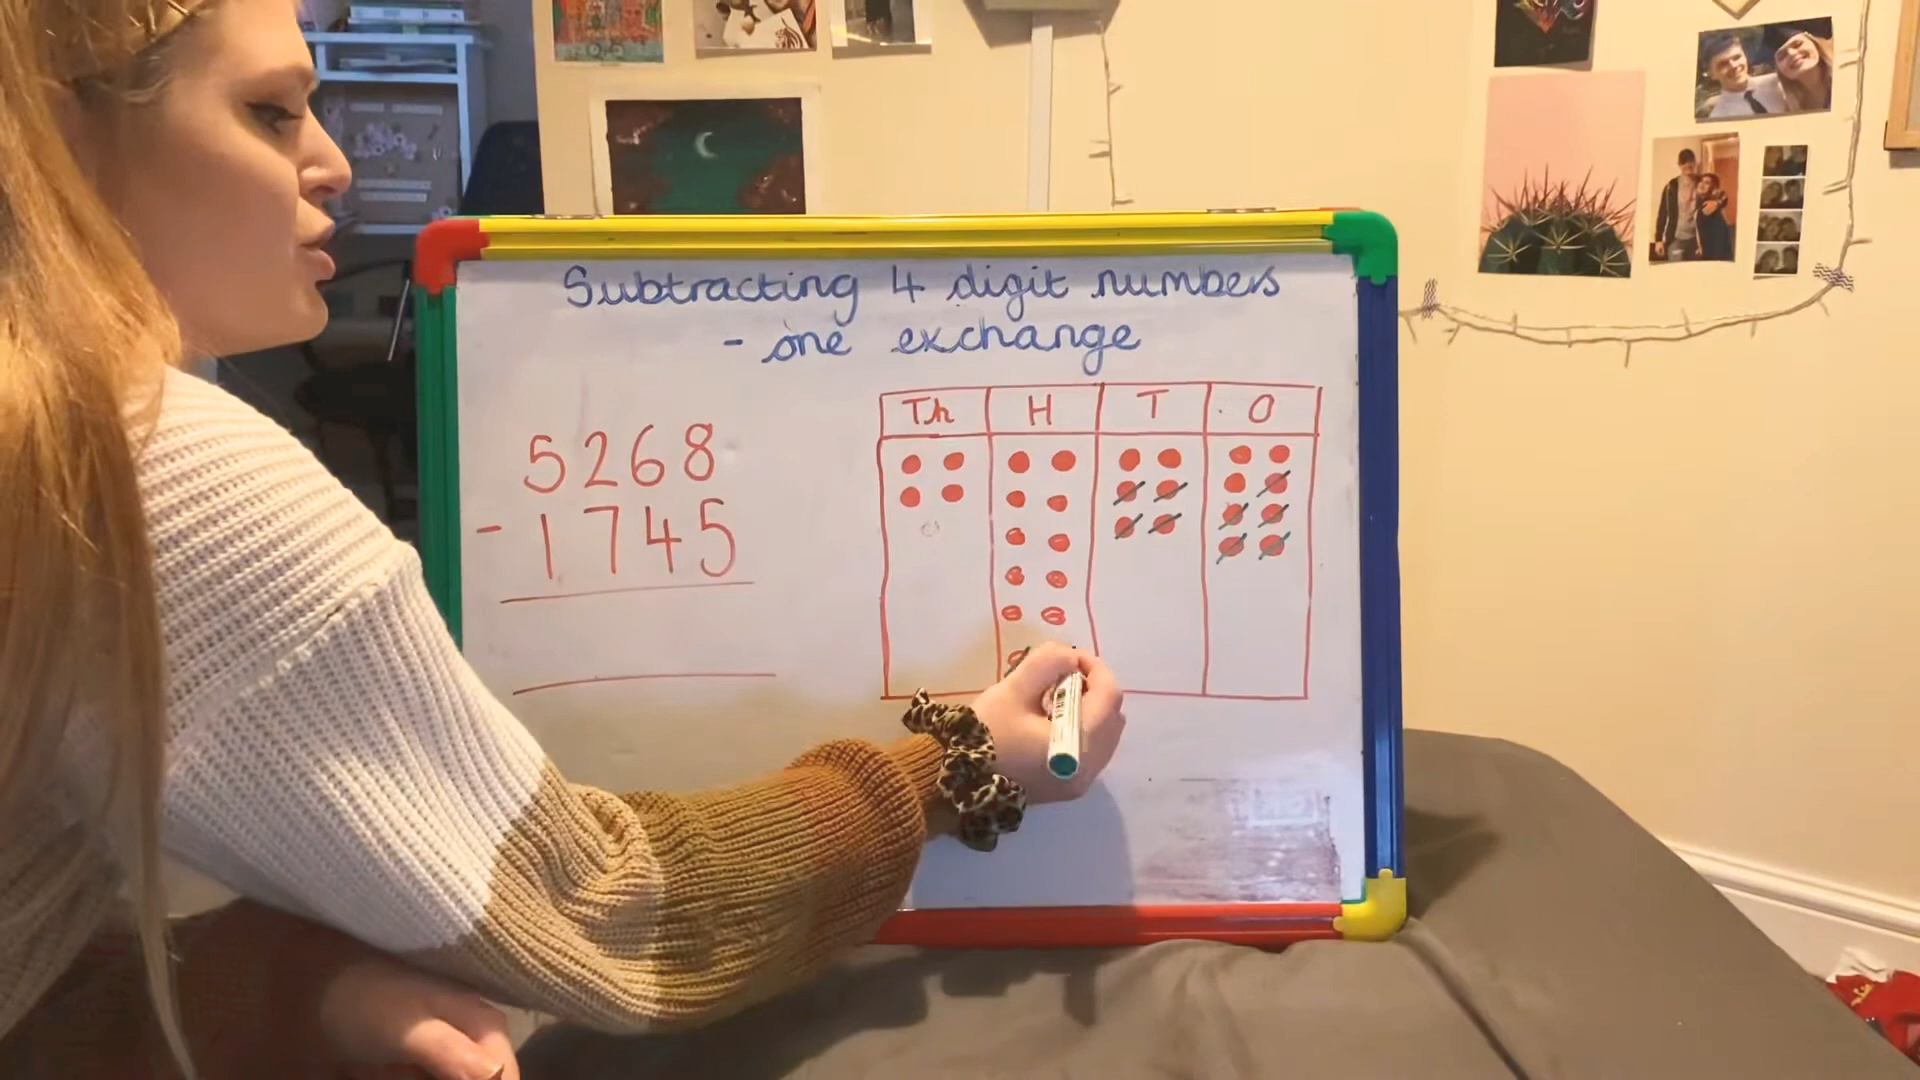 Subtracting 4 digit numbers
- one exchange
5268
- 1745
Th H T O